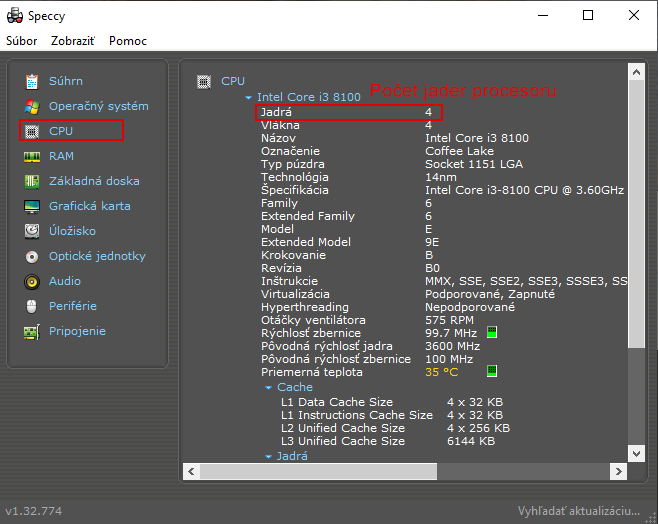 Speccy
Súbor Zobraziť Pomoc
Súhrn
Operačný systém
CPU
RAM
Základná doska
Grafická karta
Úložisko
Optické jednotky
Audio
Periférie
Pripojenie
CPU
Počet jader procesoru
Intel Core i3 8100
Jadrá 4
Vlákna 4
Názov Intel Core i3 8100
Označenie Coffee Lake
Typ púzdra Socket 1151 LGA
Technológia 14nm
Špecifikácia Intel Core i3-8100 CPU @ 3.60GHz
Family 6
Extended Family 6
Model E
Extended Model 9E
Krokovanie B
Revízia B0
Inštrukcie MMX, SSE, SSE2, SSE3, SSSE3, SS
Virtualizácia Podporované, Zapnuté
Hyperthreading Nepodporované
Otáčky ventilátora 575 RPM
Rýchlosť zbernice 99.7 MHz
Pôvodná rýchlosť jadra 3600 MHz
Pôvodná rýchlosť zbernice 100 MHz
Priemerná teplota 35 °C
Cache
L1 Data Cache Size 4 x 32 KB
L1 Instructions Cache Size 4 x 32 KB
L2 Unified Cache Size 4 x 256 KB
L3 Unified Cache Size 6144 KB
Jadrá
v1.32.774 Vyhľadať aktualizáciu...